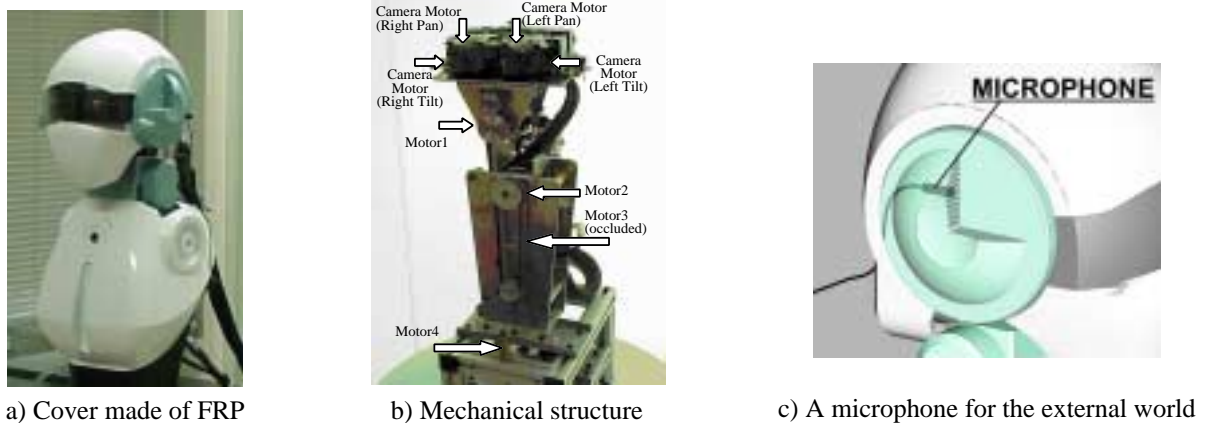 Camera Motor
(Right Pan)
Camera Motor
(Left Pan)
Camera
Motor
(Right Tilt)
Camera
Motor
(Left Tilt)
Motor1
Motor2
Motor3
(occluded)
Motor4
MICROPHONE
a) Cover made of FRP
b) Mechanical structure
c) A microphone for the external world